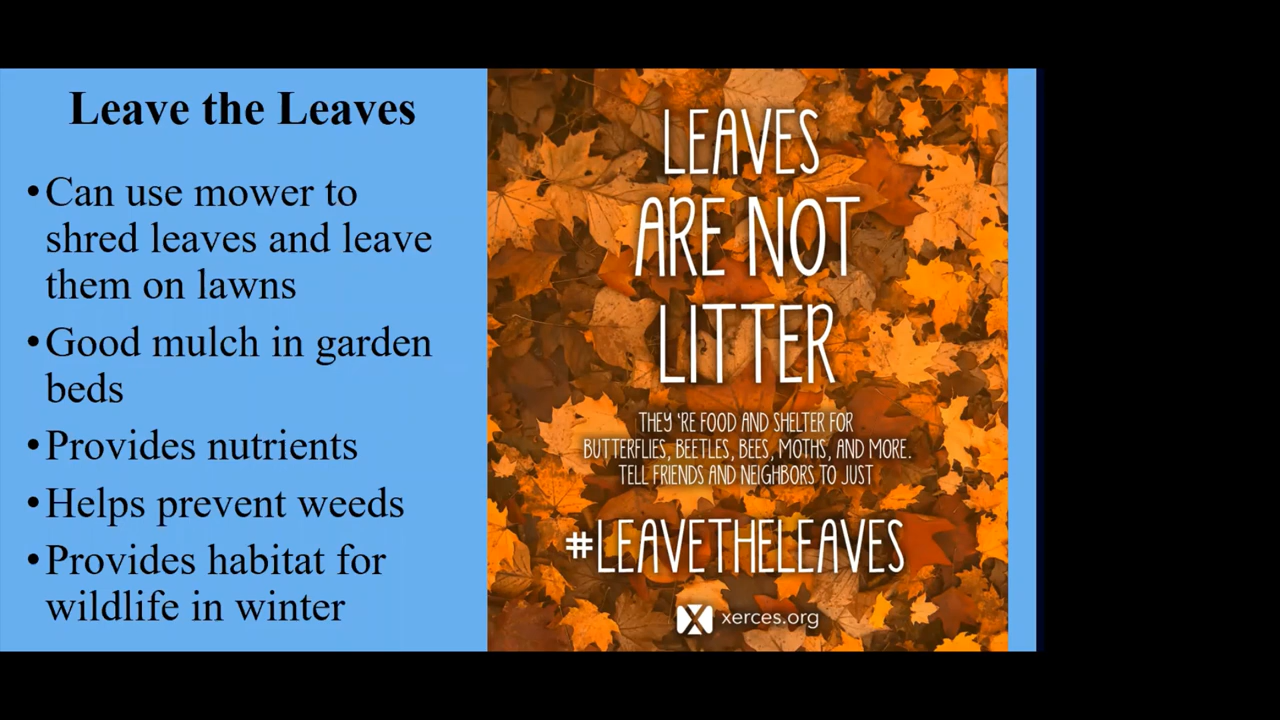 Leave the Leaves
•Can use mower to
shred leaves and leave
them on lawns
•Good mulch in garden
beds
•Provides nutrients
•Helps prevent weeds
•Provides habitat for
wildlife in winter
LEAVES
ARE NOT
LITTER
THEY 'RE FOOD AND SHELTER FOR
BUTTERFLIES, BEETLES, BEES, MOTHS, AND MORE.
TELL FRIENDS AND NEIGHBORS TO JUST
#LEAVETHELEAVES
X xerces.org